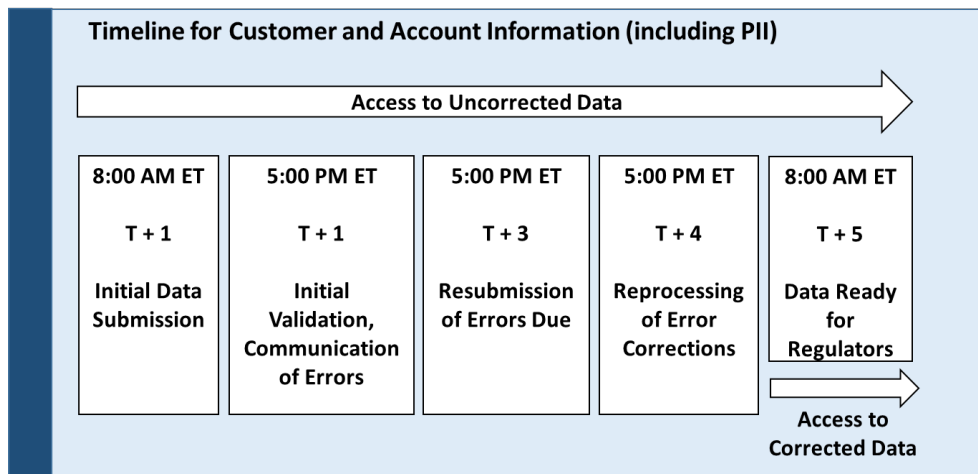 Timeline for Customer and Account Information (including PII)
Access to Uncorrected Data
8:00 AM ET
T + 1
Initial Data
Submission
5:00 PM ET
T + 1
Initial
Validation,
Communication
of Errors
5:00 PM ET
T + 3
Resubmission
of Errors Due
5:00 PM ET
T + 4
Reprocessing
of Error
Corrections
8:00 AM ET
T + 5
Data Ready
for
Regulators
Access to
Corrected Data